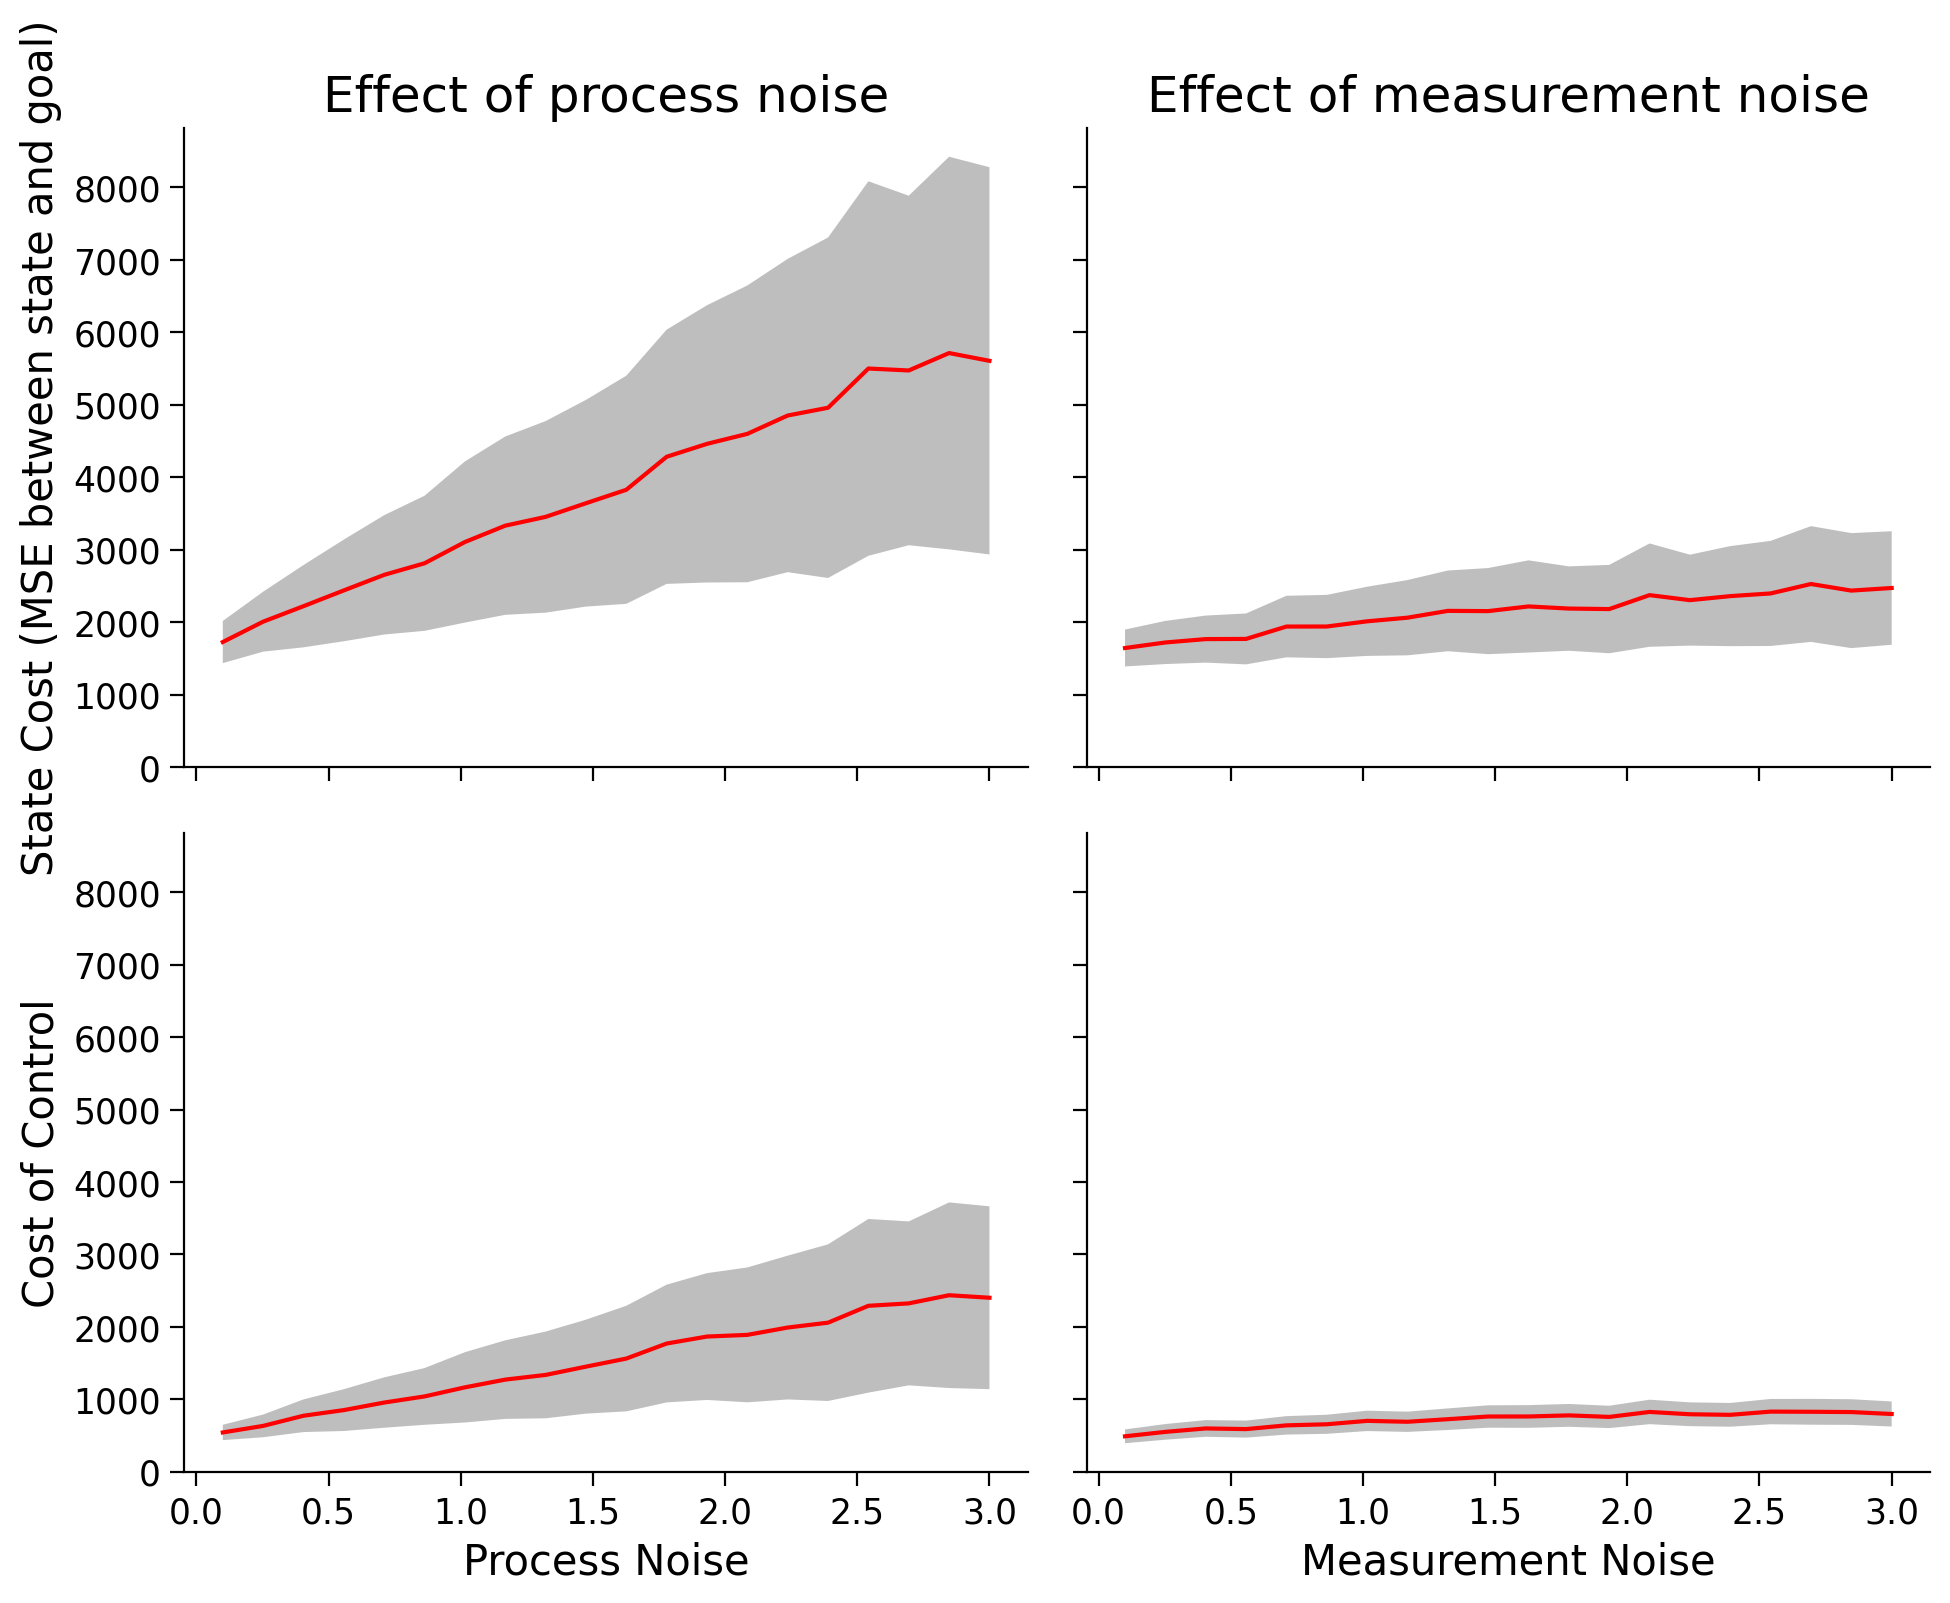 Effect of process noise
Effect of measurement noise
State Cost (MSE between state and goal)
8000
7000
6000
5000
4000
3000
2000
1000
0
Cost of Control
8000
7000
6000
5000
4000
3000
2000
1000
0
0.0 0.5 1.0 1.5 2.0 2.5 3.0
0.0 0.5 1.0 1.5 2.0 2.5 3.0
Process Noise
Measurement Noise